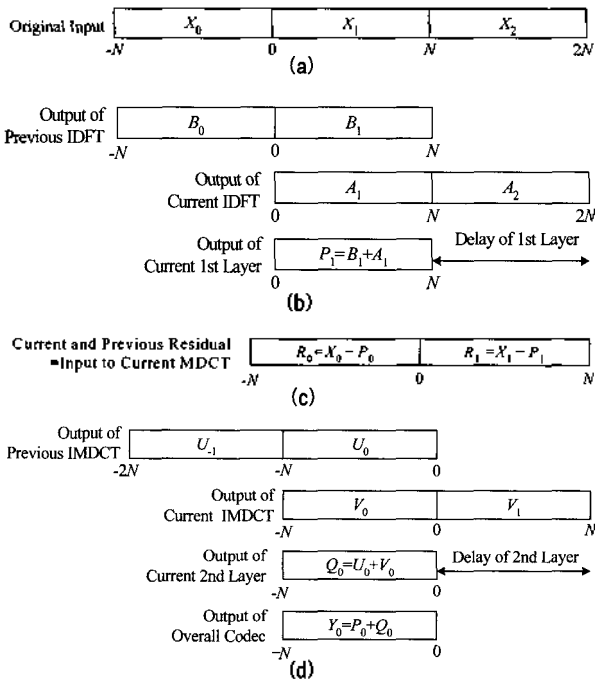 Original Input
X₀ X₁ X₂
-N 0 N 2N
(a)
Output of
Previous IDFT
B₀ B₁
-N 0 N
Output of
Current IDFT
A₁ A₂
0 N 2N
Output of
Current 1st Layer
P₁=B₁+A₁
Delay of 1st Layer
0 N
(b)
Current and Previous Residual
=Input to Current MDCT
R₀=X₀−P₀ R₁=X₁−P₁
-N 0 N
(c)
Output of
Previous IMDCT
U₋₁ U₀
-2N -N 0
Output of
Current IMDCT
V₀ V₁
-N 0 N
Output of
Current 2nd Layer
Q₀=U₀+V₀
Delay of 2nd Layer
-N 0
Output of
Overall Codec
Y₀=P₀+Q₀
-N 0
(d)